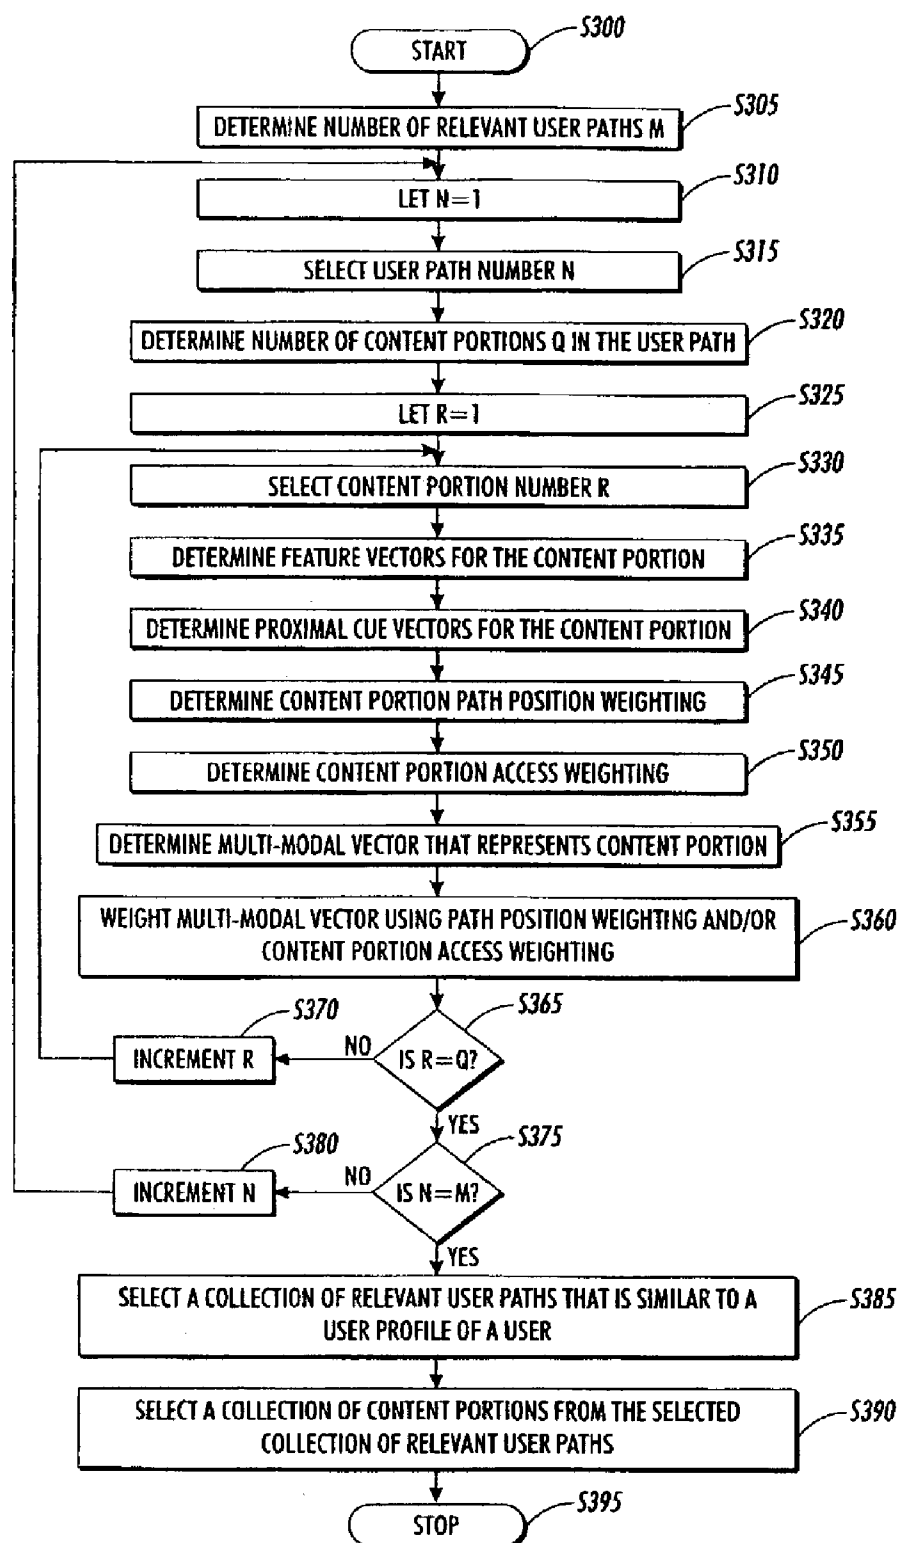 START
S300
DETERMINE NUMBER OF RELEVANT USER PATHS M
S305
LET N=1
S310
SELECT USER PATH NUMBER N
S315
DETERMINE NUMBER OF CONTENT PORTIONS Q IN THE USER PATH
S320
LET R=1
S325
SELECT CONTENT PORTION NUMBER R
S330
DETERMINE FEATURE VECTORS FOR THE CONTENT PORTION
S335
DETERMINE PROXIMAL CUE VECTORS FOR THE CONTENT PORTION
S340
DETERMINE CONTENT PORTION PATH POSITION WEIGHTING
S345
DETERMINE CONTENT PORTION ACCESS WEIGHTING
S350
DETERMINE MULTI-MODAL VECTOR THAT REPRESENTS CONTENT PORTION
S355
WEIGHT MULTI-MODAL VECTOR USING PATH POSITION WEIGHTING AND/OR
CONTENT PORTION ACCESS WEIGHTING
S360
IS R=Q?
S365
NO
INCREMENT R
S370
YES
IS N=M?
S375
NO
INCREMENT N
S380
YES
SELECT A COLLECTION OF RELEVANT USER PATHS THAT IS SIMILAR TO A
USER PROFILE OF A USER
S385
SELECT A COLLECTION OF CONTENT PORTIONS FROM THE SELECTED
COLLECTION OF RELEVANT USER PATHS
S390
STOP
S395